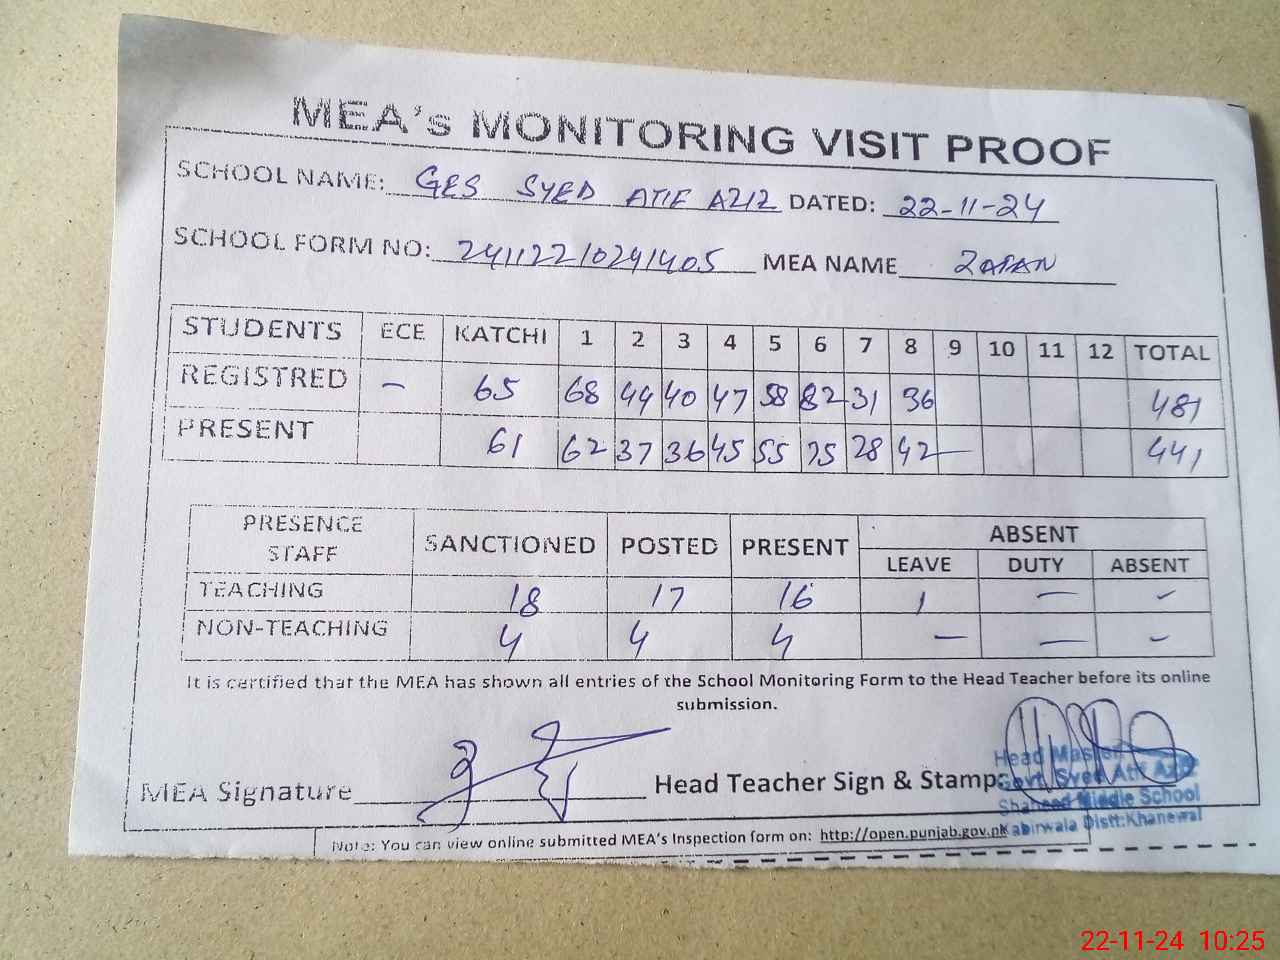 MEA's MONITORING VISIT PROOF
SCHOOL NAME: GES SYED ATIF AZIZ DATED: 22-11-24
SCHOOL FORM NO: 24112210241405 MEA NAME ZAFAR
STUDENTS ECE KATCHI 1 2 3 4 5 6 7 8 9 10 11 12 TOTAL
REGISTRED – 65 68 44 40 47 58 82 31 36 481
PRESENT 61 62 37 36 45 55 75 28 42 — 441
PRESENCE STAFF SANCTIONED POSTED PRESENT ABSENT
LEAVE DUTY ABSENT
TEACHING 18 17 16 1 — –
NON-TEACHING 4 4 4 — — –
It is certified that the MEA has shown all entries of the School Monitoring Form to the Head Teacher before its online
submission.
MEA Signature Head Teacher Sign & Stamp:
Head Master
Govt. Syed Atif Aziz
Shaheed Middle School
Kabirwala Distt:Khanewal
Note: You can view online submitted MEA's Inspection form on: http://open.punjab.gov.pk
22-11-24 10:25